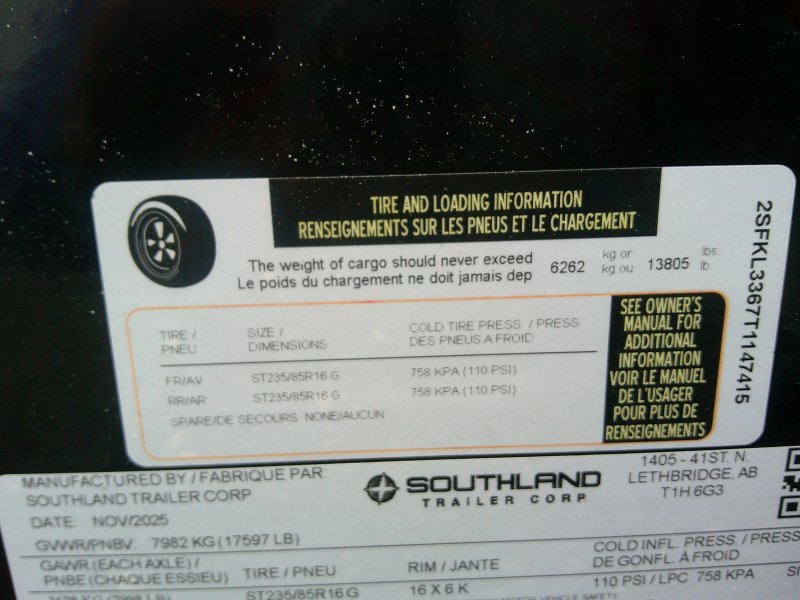 TIRE AND LOADING INFORMATION
RENSEIGNEMENTS SUR LES PNEUS ET LE CHARGEMENT
The weight of cargo should never exceed 6262 kg or 13805 lbs
Le poids du chargement ne doit jamais dep kg ou lb
2SFKL3367T1147415
TIRE / SIZE / COLD TIRE PRESS / PRESS
PNEU DIMENSIONS DES PNEUS A FROID
FR/AV ST235/85R16 G 758 KPA (110 PSI)
RR/AR ST235/85R16 G 758 KPA (110 PSI)
SPARE/DE SECOURS NONE/AUCUN
SEE OWNER'S
MANUAL FOR
ADDITIONAL
INFORMATION
VOIR LE MANUEL
DE L'USAGER
POUR PLUS DE
RENSEIGNEMENTS
MANUFACTURED BY / FABRIQUE PAR:
SOUTHLAND TRAILER CORP.
SOUTHLAND
TRAILER CORP
1405 - 41ST. N.
LETHBRIDGE, AB
T1H 6G3
DATE: NOV/2025
GVWR/PNBV: 7982 KG (17597 LB)
GAWR (EACH AXLE) / TIRE / PNEU RIM / JANTE COLD INFL. PRESS. / PRESS
PNBE (CHAQUE ESSIEU) DE GONFL. À FROID
ST235/85R16 G 16 X 6 K 110 PSI / LPC 758 KPA